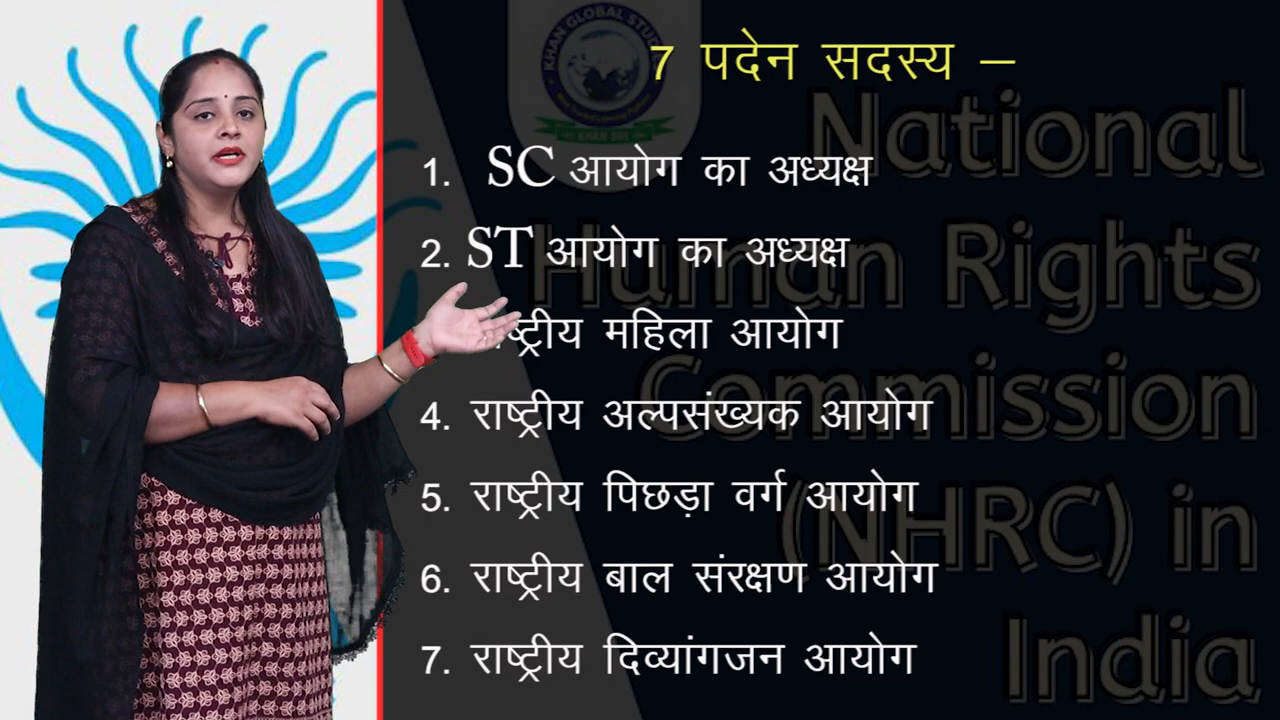 KHAN GLOBAL STUDIES
7 पदेन सदस्य –
1. SC आयोग का अध्यक्ष
2. ST आयोग का अध्यक्ष
महिला आयोग
4. राष्ट्रीय अल्पसंख्यक आयोग
5. राष्ट्रीय पिछड़ा वर्ग आयोग
6. राष्ट्रीय बाल संरक्षण आयोग
7. राष्ट्रीय दिव्यांगजन आयोग
National
Human Rights
Commission
(NHRC) in
India